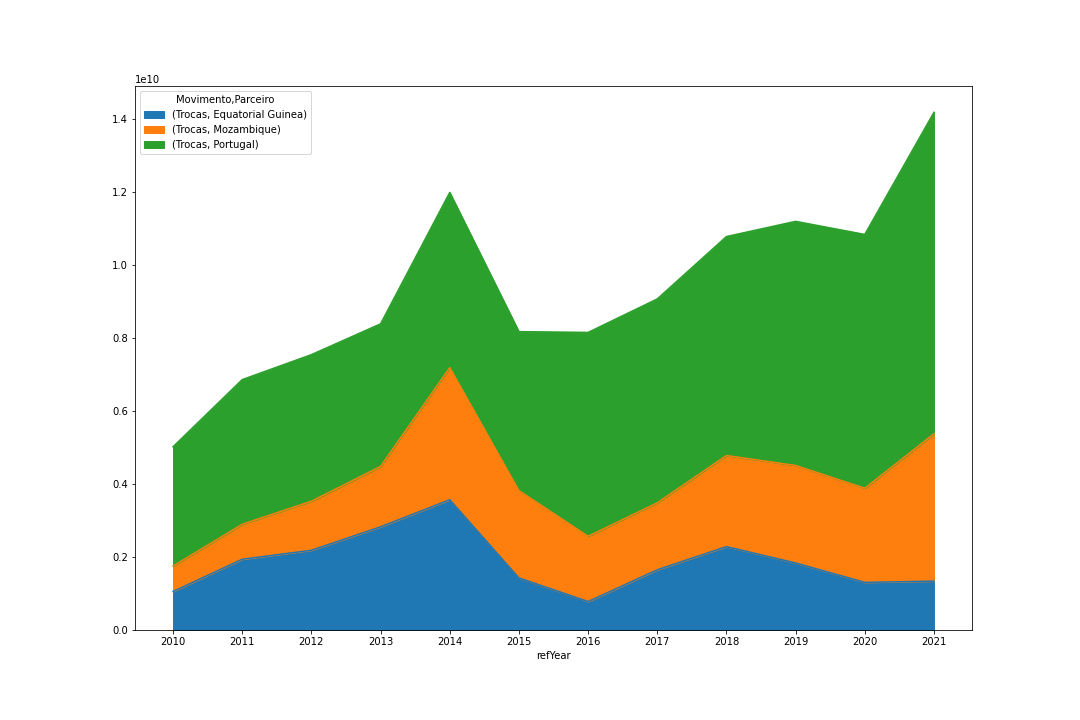 1e10
Movimento,Parceiro
(Trocas, Equatorial Guinea)
(Trocas, Mozambique)
(Trocas, Portugal)
1.4
1.2
1.0
0.8
0.6
0.4
0.2
0.0
2010 2011 2012 2013 2014 2015 2016 2017 2018 2019 2020 2021
refYear